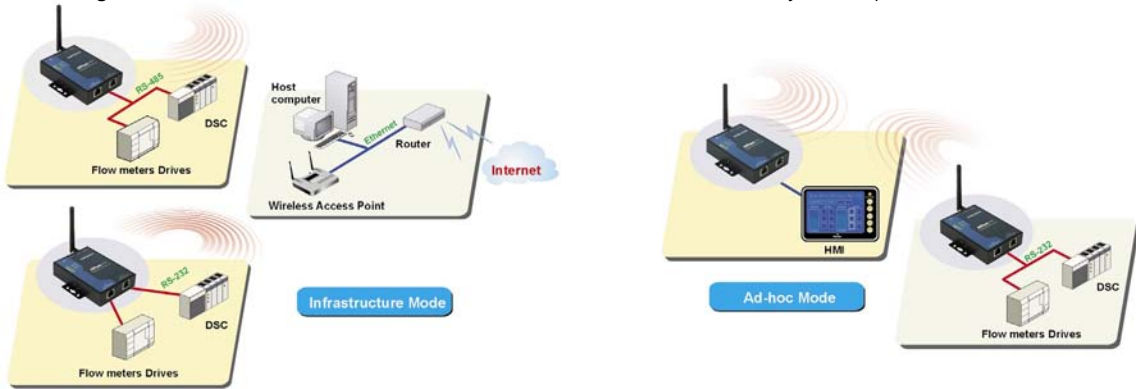 RS-485
DSC
Flow meters Drives
Host
computer
Ethernet
Router
Internet
Wireless Access Point
RS-232
DSC
Flow meters Drives
Infrastructure Mode
HMI
Ad-hoc Mode
RS-232
DSC
Flow meters Drives